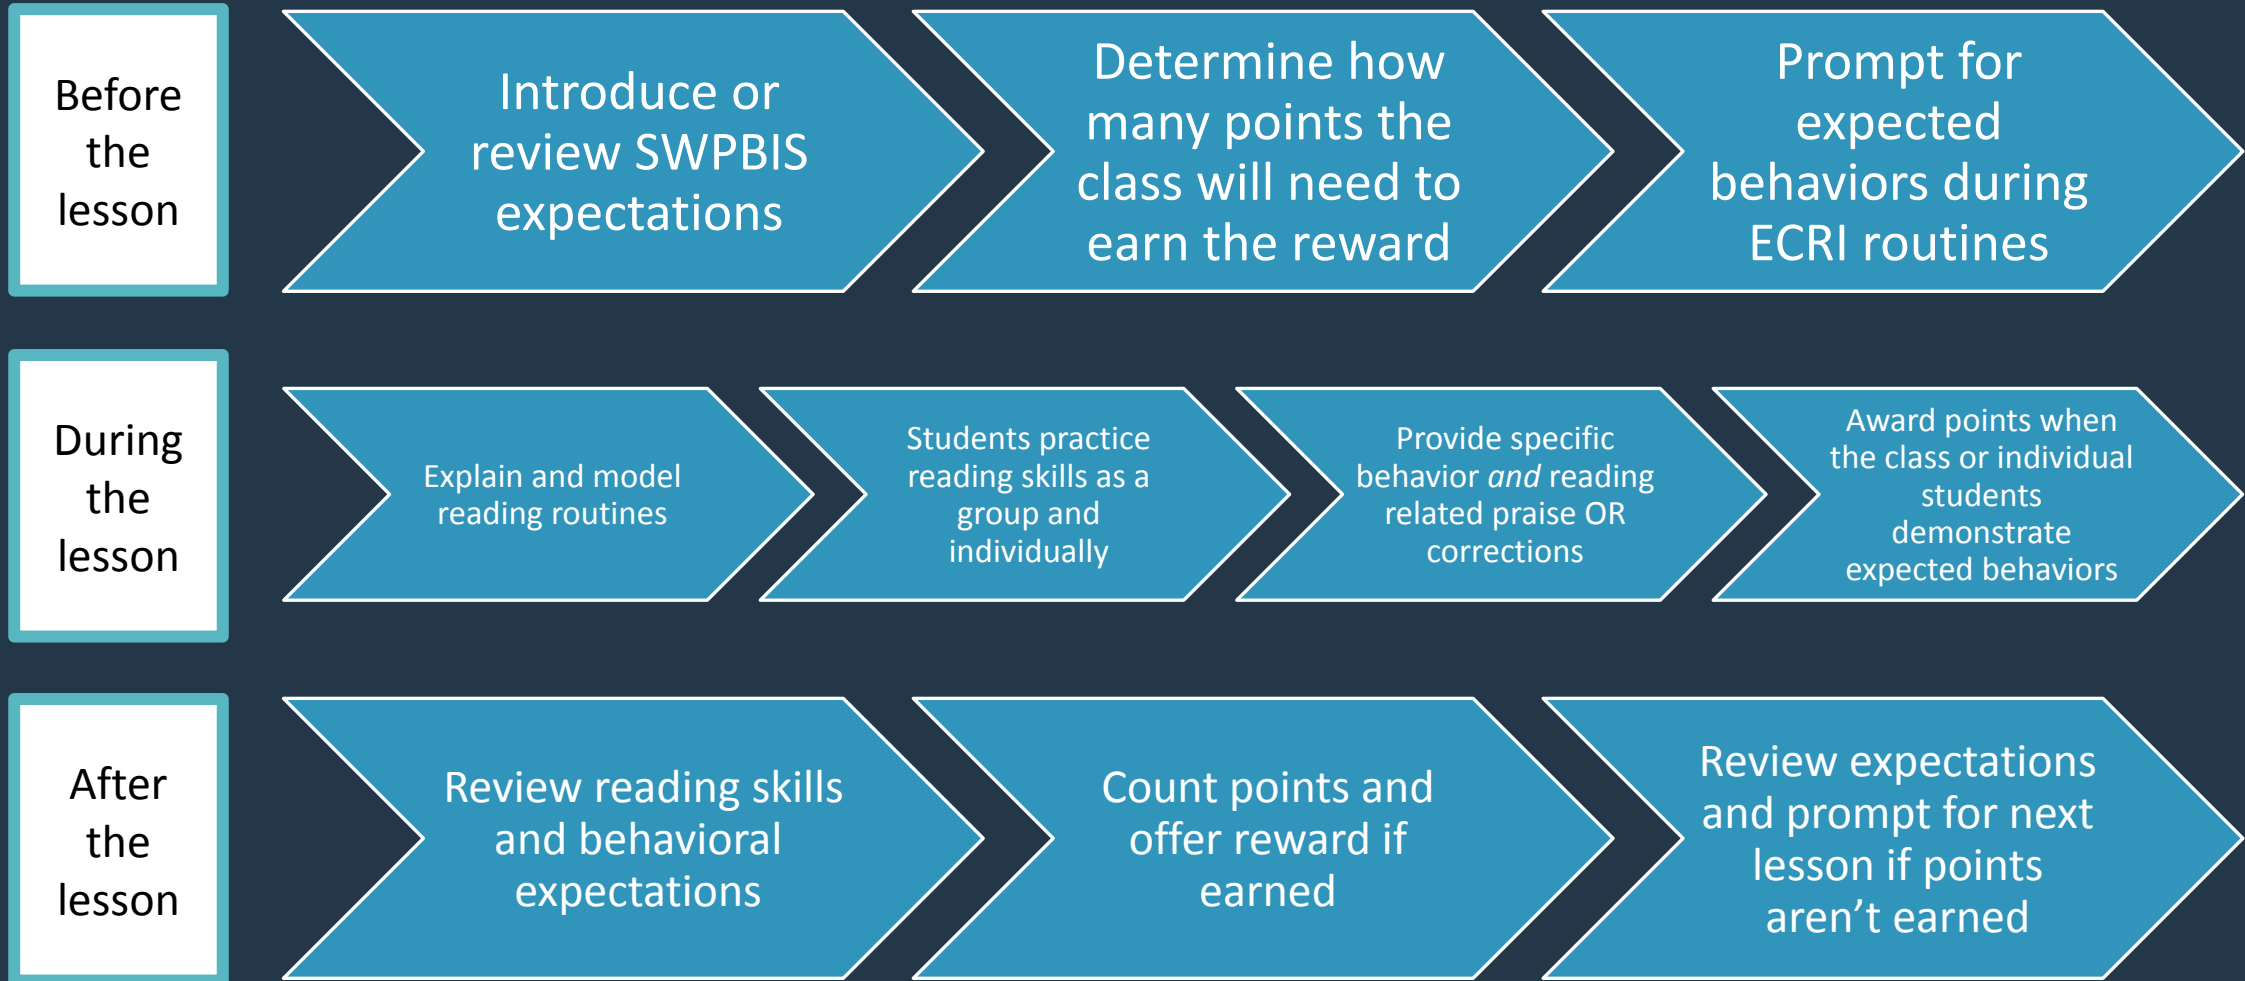 Before
the
lesson
Introduce or
review SWPBIS
expectations
Determine how
many points the
class will need to
earn the reward
Prompt for
expected
behaviors during
ECRI routines
During
the
lesson
Explain and model
reading routines
Students practice
reading skills as a
group and
individually
Provide specific
behavior and reading
related praise OR
corrections
Award points when
the class or individual
students
demonstrate
expected behaviors
After
the
lesson
Review reading skills
and behavioral
expectations
Count points and
offer reward if
earned
Review expectations
and prompt for next
lesson if points
aren’t earned